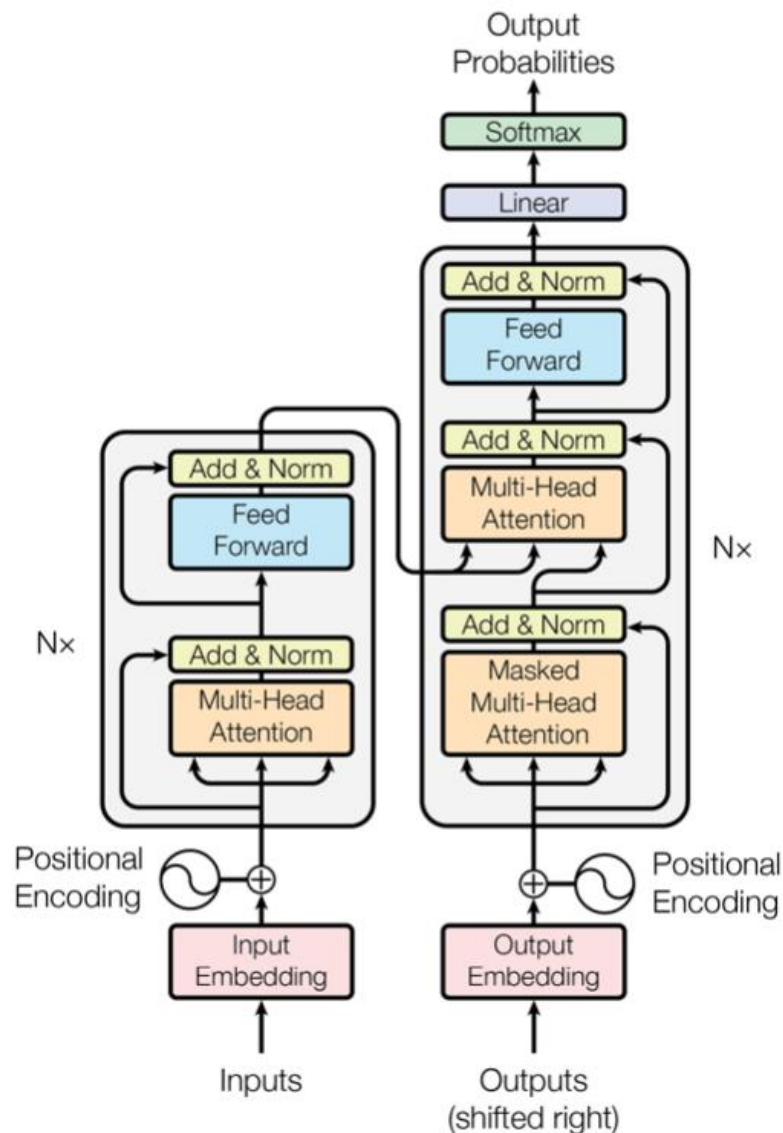 Output
Probabilities
Softmax
Linear
Add & Norm
Feed
Forward
Add & Norm
Multi-Head
Attention
Add & Norm
Masked
Multi-Head
Attention
N×
Add & Norm
Feed
Forward
Add & Norm
Multi-Head
Attention
N×
Positional
Encoding
Positional
Encoding
Input
Embedding
Output
Embedding
Inputs
Outputs
(shifted right)